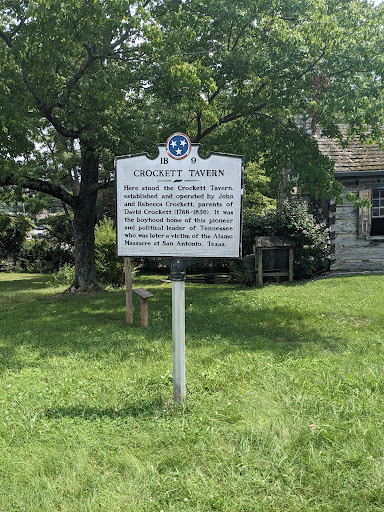 1B 9
CROCKETT TAVERN
Here stood the Crockett Tavern,
established and operated by John
and Rebecca Crockett, parents of
David Crockett (1786-1836). It was
the boyhood home of this pioneer
and political leader of Tennessee
who was later a victim of the Alamo
Massacre at San Antonio, Texas.